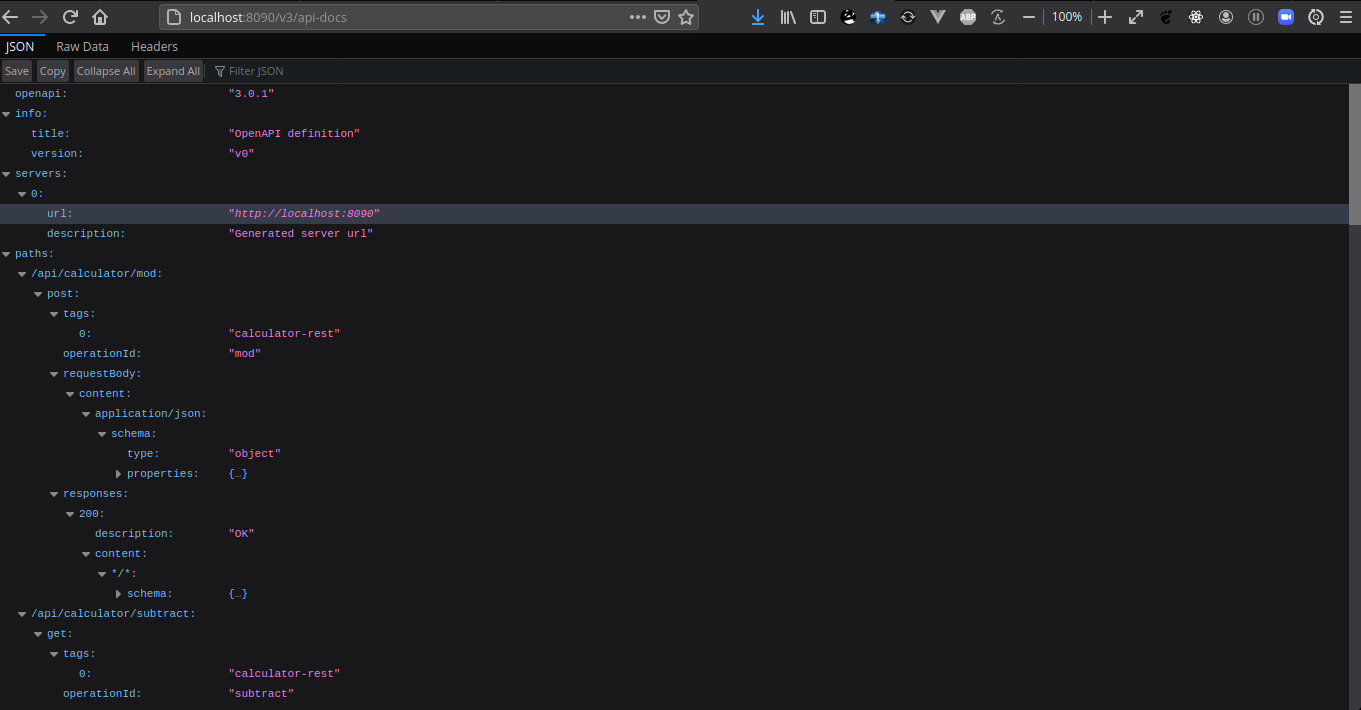 localhost:8090/v3/api-docs
ABP
100%
JSON Raw Data Headers
Save Copy Collapse All Expand All Filter JSON
openapi: "3.0.1"
info:
title: "OpenAPI definition"
version: "v0"
servers:
0:
url: "http://localhost:8090"
description: "Generated server url"
paths:
/api/calculator/mod:
post:
tags:
0: "calculator-rest"
operationId: "mod"
requestBody:
content:
application/json:
schema:
type: "object"
properties: {…}
responses:
200:
description: "OK"
content:
*/*:
schema: {…}
/api/calculator/subtract:
get:
tags:
0: "calculator-rest"
operationId: "subtract"